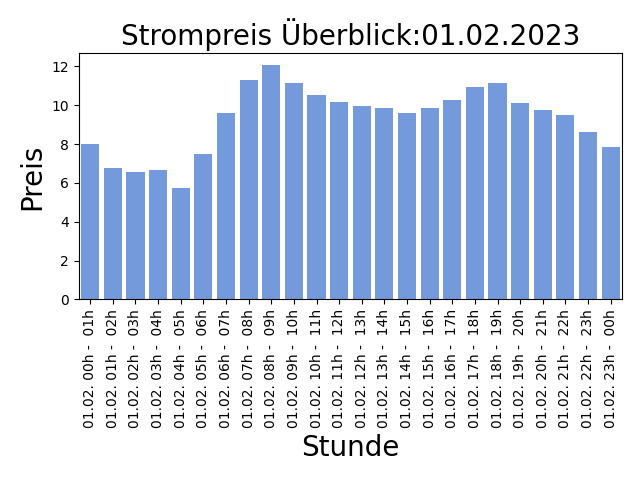 Strompreis Überblick:01.02.2023
Preis
12
10
8
6
4
2
0
01.02. 00h - 01h
01.02. 01h - 02h
01.02. 02h - 03h
01.02. 03h - 04h
01.02. 04h - 05h
01.02. 05h - 06h
01.02. 06h - 07h
01.02. 07h - 08h
01.02. 08h - 09h
01.02. 09h - 10h
01.02. 10h - 11h
01.02. 11h - 12h
01.02. 12h - 13h
01.02. 13h - 14h
01.02. 14h - 15h
01.02. 15h - 16h
01.02. 16h - 17h
01.02. 17h - 18h
01.02. 18h - 19h
01.02. 19h - 20h
01.02. 20h - 21h
01.02. 21h - 22h
01.02. 22h - 23h
01.02. 23h - 00h
Stunde